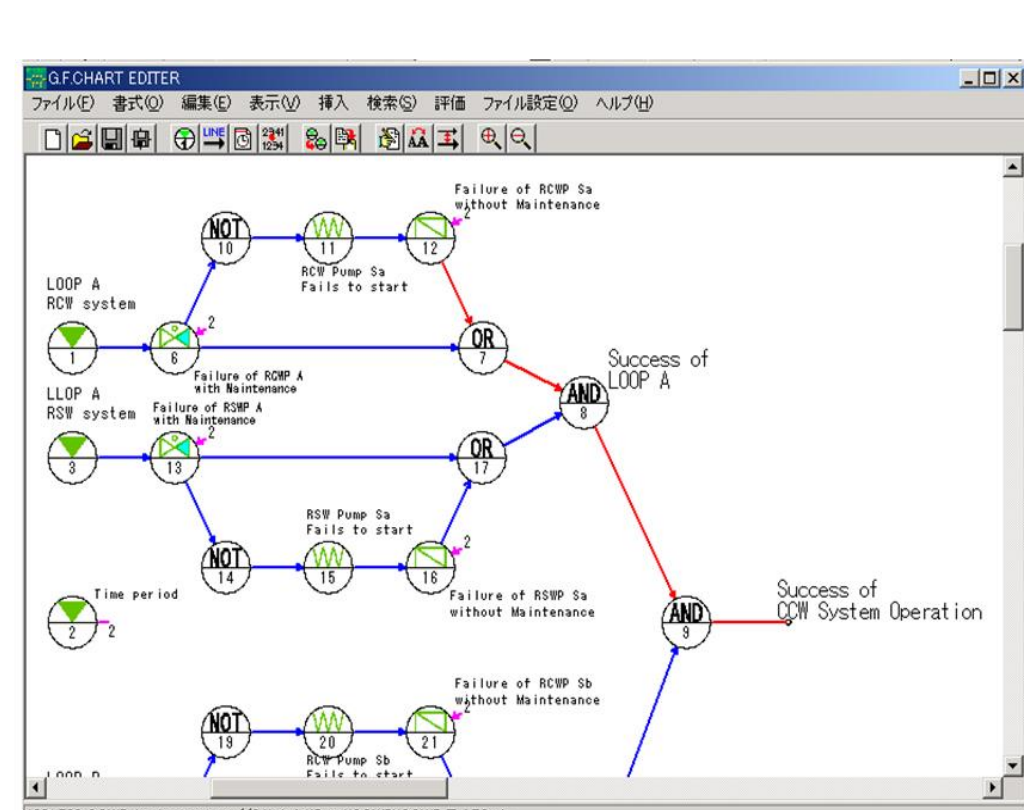 G.F.CHART EDITER
ファイル(F) 書式(O) 編集(E) 表示(V) 挿入 検索(S) 評価 ファイル設定(O) ヘルプ(H)
LINE
2341
1234
AA
Failure of RCWP Sa
without Maintenance
2
NOT
10
11
12
RCW Pump Sa
Fails to start
LOOP A
RCW system
1
6
2
OR
7
Failure of RCWP A
with Maintenance
Success of
LOOP A
AND
8
LLOP A
RSW system
Failure of RSWP A
with Maintenance
2
3
13
OR
17
RSW Pump Sa
Fails to start
NOT
14
15
16
2
Failure of RSWP Sa
without Maintenance
Time period
2
2
AND
9
Success of
CCW System Operation
Failure of RCWP Sb
without Maintenance
2
NOT
19
20
21
RCW Pump Sb
Fails to start